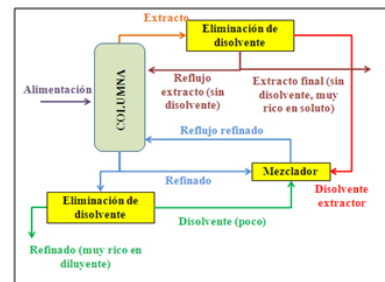 Extracto
Eliminación de
disolvente
Alimentación
COLUMNA
Reflujo
extracto (sin
disolvente)
Extracto final (sin
disolvente, muy
rico en soluto)
Reflujo refinado
Refinado
Mezclador
Eliminación de
disolvente
Disolvente (poco)
Disolvente
extractor
Refinado (muy rico en
diluyente)